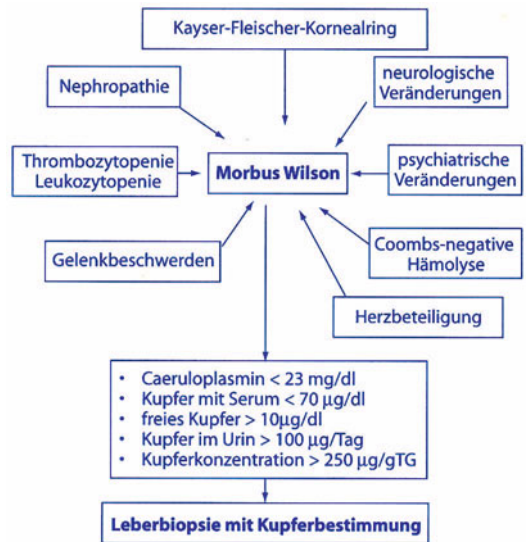 Kayser-Fleischer-Kornealring
Nephropathie
neurologische
Veränderungen
Thrombozytopenie
Leukozytopenie
Morbus Wilson
psychiatrische
Veränderungen
Gelenkbeschwerden
Coombs-negative
Hämolyse
Herzbeteiligung
• Caeruloplasmin < 23 mg/dl
• Kupfer mit Serum < 70 µg/dl
• freies Kupfer > 10µg/dl
• Kupfer im Urin > 100 µg/Tag
• Kupferkonzentration > 250 µg/gTG
Leberbiopsie mit Kupferbestimmung